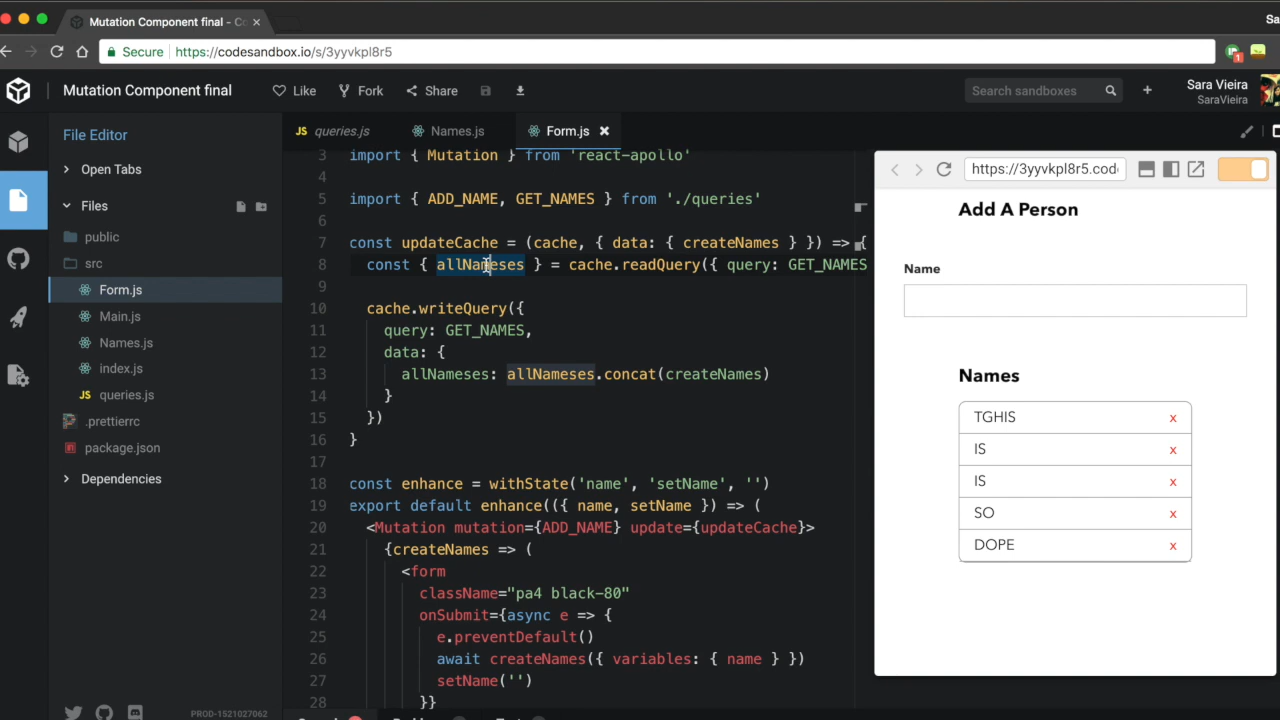 Mutation Component final - Co
Sa
Secure https://codesandbox.io/s/3yyvkpl8r5
1
Mutation Component final
Like
Fork
Share
Search sandboxes
Sara Vieira
SaraVieira
File Editor
Open Tabs
Files
public
src
Form.js
Main.js
Names.js
index.js
JS queries.js
.prettierrc
package.json
Dependencies
PROD-1521027062
JS queries.js
Names.js
Form.js
3 import { Mutation } from 'react-apollo'
4
5 import { ADD_NAME, GET_NAMES } from './queries'
6
7 const updateCache = (cache, { data: { createNames } }) => {
8 const { allNameses } = cache.readQuery({ query: GET_NAMES
9
10 cache.writeQuery({
11 query: GET_NAMES,
12 data: {
13 allNameses: allNameses.concat(createNames)
14 }
15 })
16 }
17
18 const enhance = withState('name', 'setName', '')
19 export default enhance(({ name, setName }) => (
20 <Mutation mutation={ADD_NAME} update={updateCache}>
21 {createNames => (
22 <form
23 className="pa4 black-80"
24 onSubmit={async e => {
25 e.preventDefault()
26 await createNames({ variables: { name } })
27 setName('')
28 }}
https://3yyvkpl8r5.cod
Add A Person
Name
Names
TGHIS x
IS x
IS x
SO x
DOPE x